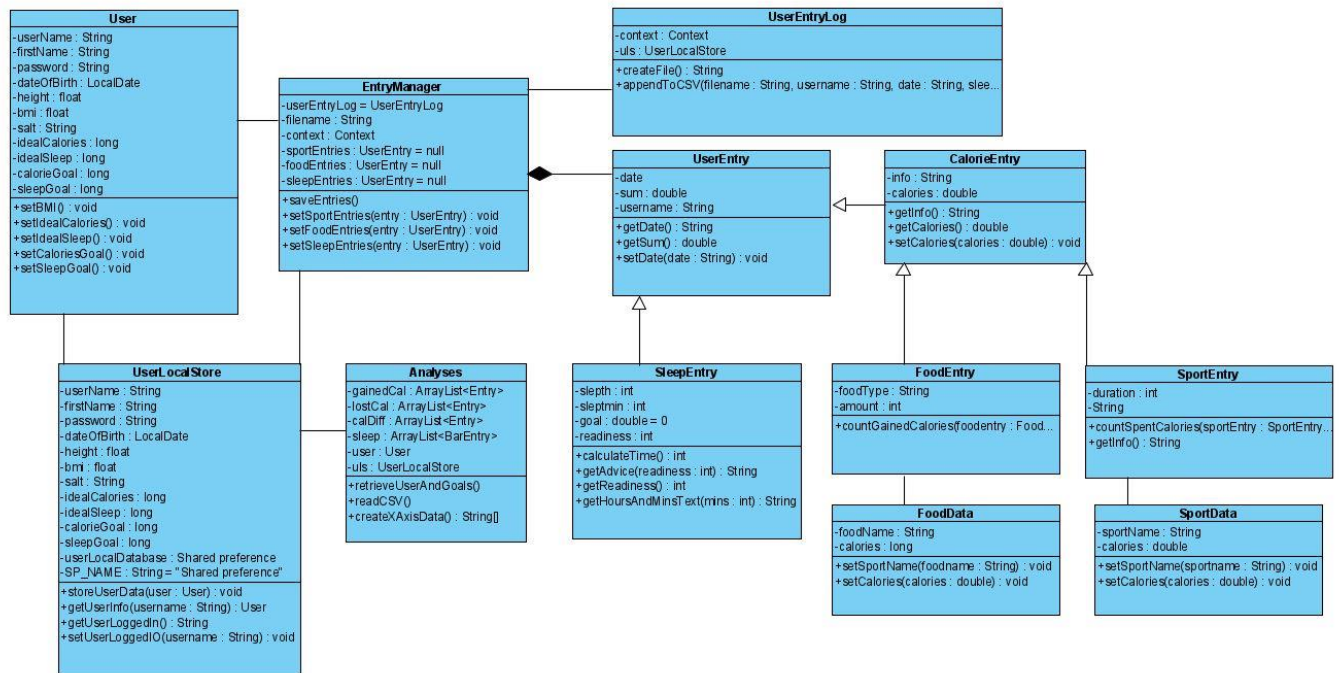 User
-userName : String
-firstName : String
-password : String
-dateOfBirth : LocalDate
-height : float
-bmi : float
-salt : String
-idealCalories : long
-idealSleep : long
-calorieGoal : long
-sleepGoal : long
+setBMI() : void
+setIdealCalories() : void
+setIdealSleep() : void
+setCaloriesGoal() : void
+setSleepGoal() : void
EntryManager
-userEntryLog = UserEntryLog
-filename : String
-context : Context
-sportEntries : UserEntry = null
-foodEntries : UserEntry = null
-sleepEntries : UserEntry = null
+saveEntries()
+setSportEntries(entry : UserEntry) : void
+setFoodEntries(entry : UserEntry) : void
+setSleepEntries(entry : UserEntry) : void
UserEntryLog
-context : Context
-uls : UserLocalStore
+createFile() : String
+appendToCSV(filename : String, username : String, date : String, slee...
UserEntry
-date
-sum : double
-username : String
+getDate() : String
+getSum() : double
+setDate(date : String) : void
CalorieEntry
-info : String
-calories : double
+getInfo() : String
+getCalories() : double
+setCalories(calories : double) : void
UserLocalStore
-userName : String
-firstName : String
-password : String
-dateOfBirth : LocalDate
-height : float
-bmi : float
-salt : String
-idealCalories : long
-idealSleep : long
-calorieGoal : long
-sleepGoal : long
-userLocalDatabase : Shared preference
-SP_NAME : String = "Shared preference"
+storeUserData(user : User) : void
+getUserInfo(username : String) : User
+getUserLoggedIn() : String
+setUserLoggedIO(username : String) : void
Analyses
-gainedCal : ArrayList<Entry>
-lostCal : ArrayList<Entry>
-calDiff : ArrayList<Entry>
-sleep : ArrayList<BarEntry>
-user : User
-uls : UserLocalStore
+retrieveUserAndGoals()
+readCSV()
+createXAxisData() : String[]
SleepEntry
-slepth : int
-sleptmin : int
-goal : double = 0
-readiness : int
+calculateTime() : int
+getAdvice(readiness : int) : String
+getReadiness() : int
+getHoursAndMinsText(mins : int) : String
FoodEntry
-foodType : String
-amount : int
+countGainedCalories(foodentry : Food...
SportEntry
-duration : int
-String
+countSpentCalories(sportEntry : SportEntry...
+getInfo() : String
FoodData
-foodName : String
-calories : long
+setSportName(foodname : String) : void
+setCalories(calories : double) : void
SportData
-sportName : String
-calories : double
+setSportName(sportname : String) : void
+setCalories(calories : double) : void